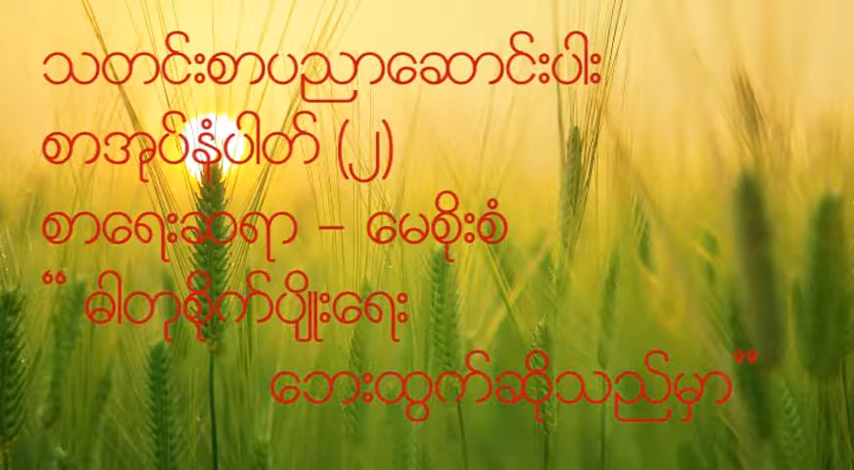 သတင်းစာပညာဆောင်းပါး
စာအုပ်နံပါတ် (၂)
စာရေးဆရာ – မေစိုးစံ
“ ဓါတုစိုက်ပျိုးရေး
ဘေးထွက်ဆိုသည်မှာ”